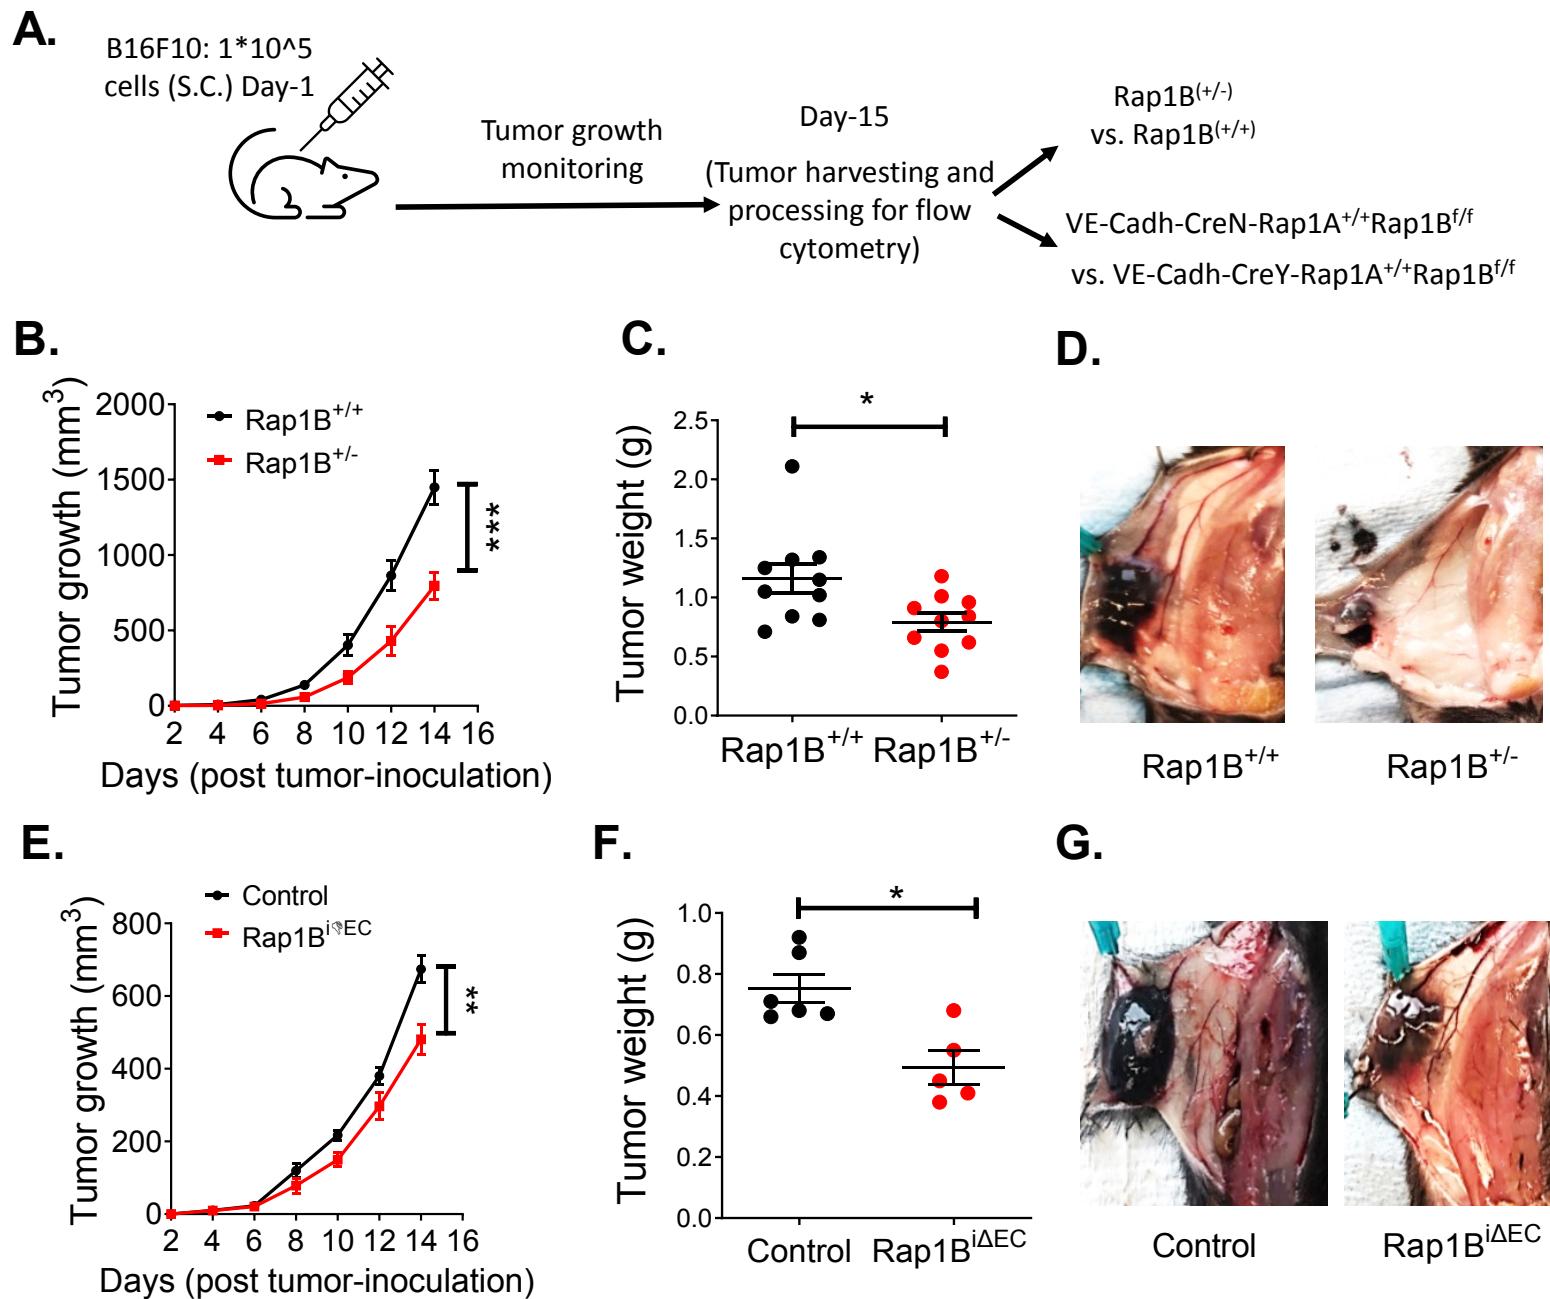 A.
B16F10: 1*10^5
cells (S.C.) Day-1
Tumor growth
monitoring
Day-15
(Tumor harvesting and
processing for flow
cytometry)
Rap1B(+/-)
vs. Rap1B(+/+)
VE-Cadh-CreN-Rap1A+/+Rap1Bf/f
vs. VE-Cadh-CreY-Rap1A+/+Rap1Bf/f
B.
Tumor growth (mm3)
2000
1500
1000
500
0
2 4 6 8 10 12 14 16
Days (post tumor-inoculation)
Rap1B+/+
Rap1B+/-
***
C.
Tumor weight (g)
2.5
2.0
1.5
1.0
0.5
0.0
*
Rap1B+/+ Rap1B+/-
D.
Rap1B+/+
Rap1B+/-
E.
Tumor growth (mm3)
800
600
400
200
0
2 4 6 8 10 12 14 16
Days (post tumor-inoculation)
Control
Rap1Bi EC
**
F.
Tumor weight (g)
1.0
0.8
0.6
0.4
0.2
0.0
*
Control Rap1BiΔEC
G.
Control
Rap1BiΔEC